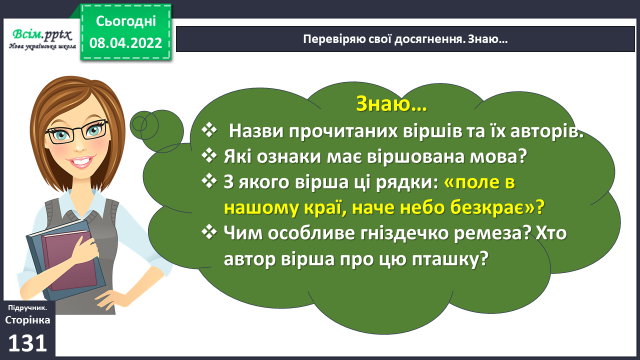 Всім.pptx
Нова українська школа
Сьогодні
08.04.2022
Перевіряю свої досягнення. Знаю...
Знаю...
❖ Назви прочитаних віршів та їх авторів.
❖ Які ознаки має віршована мова?
❖ З якого вірша ці рядки: «поле в
нашому краї, наче небо безкрає»?
❖ Чим особливе гніздечко ремеза? Хто
автор вірша про цю пташку?
Підручник.
Сторінка
131